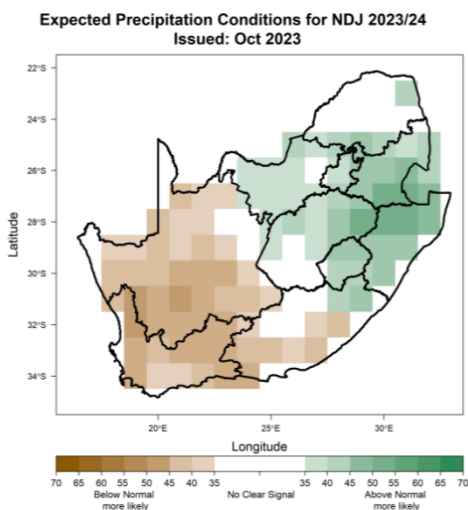 Expected Precipitation Conditions for NDJ 2023/24
Issued: Oct 2023
22°S
24°S
26°S
28°S
30°S
32°S
34°S
Latitude
20°E 25°E 30°E
Longitude
70 65 60 55 50 45 40 35 35 40 45 50 55 60 65 70
Below Normal No Clear Signal Above Normal
more likely more likely